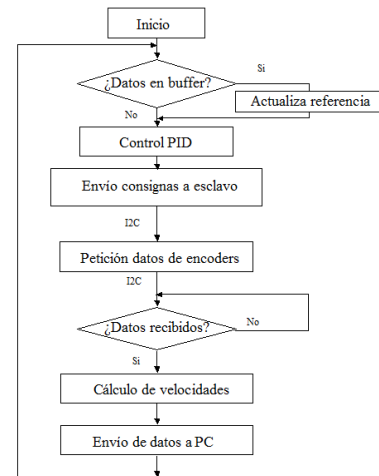 Inicio
¿Datos en buffer?
Si
Actualiza referencia
No
Control PID
Envío consignas a esclavo
I2C
Petición datos de encoders
I2C
¿Datos recibidos?
No
Si
Cálculo de velocidades
Envío de datos a PC